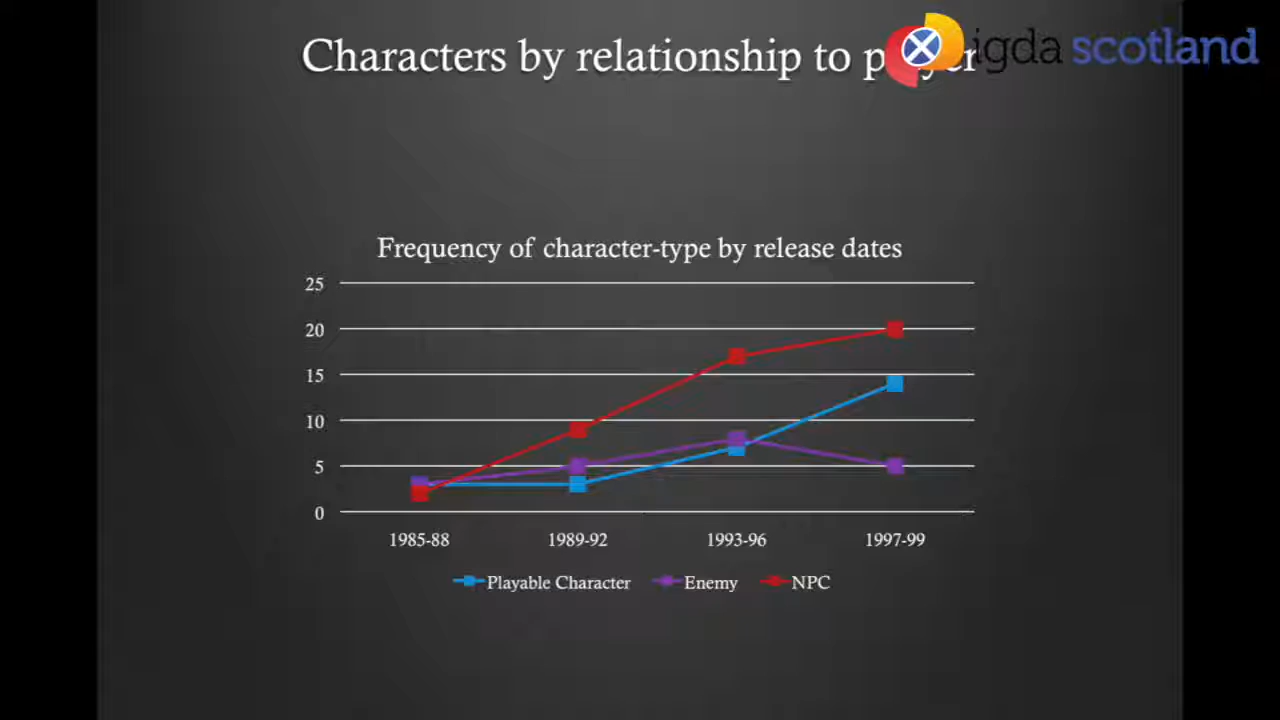 Characters by relationship to
igda scotland
Frequency of character-type by release dates
25
20
15
10
5
0
1985-88 1989-92 1993-96 1997-99
Playable Character Enemy NPC